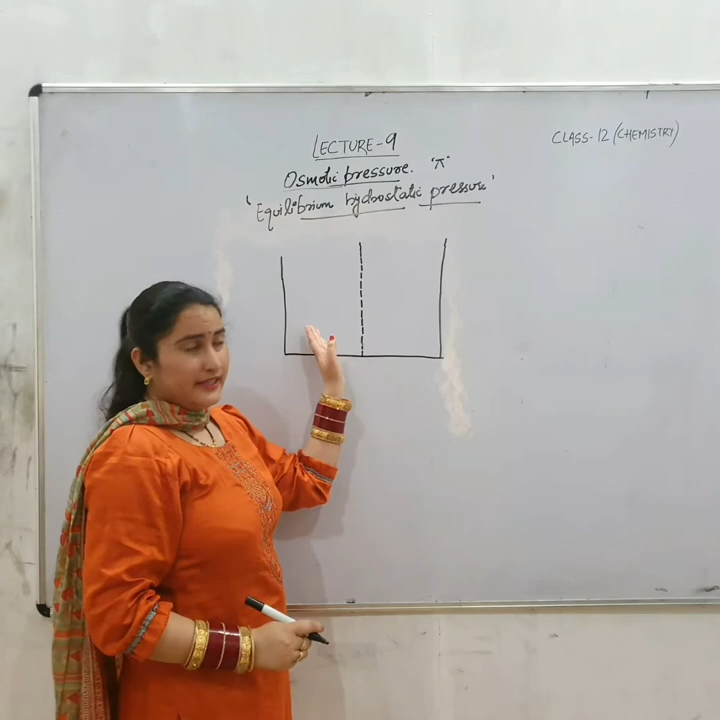 LECTURE-9
CLASS-12 (CHEMISTRY)
Osmotic pressure. "π"
'Equilibrium hydrostatic pressure'